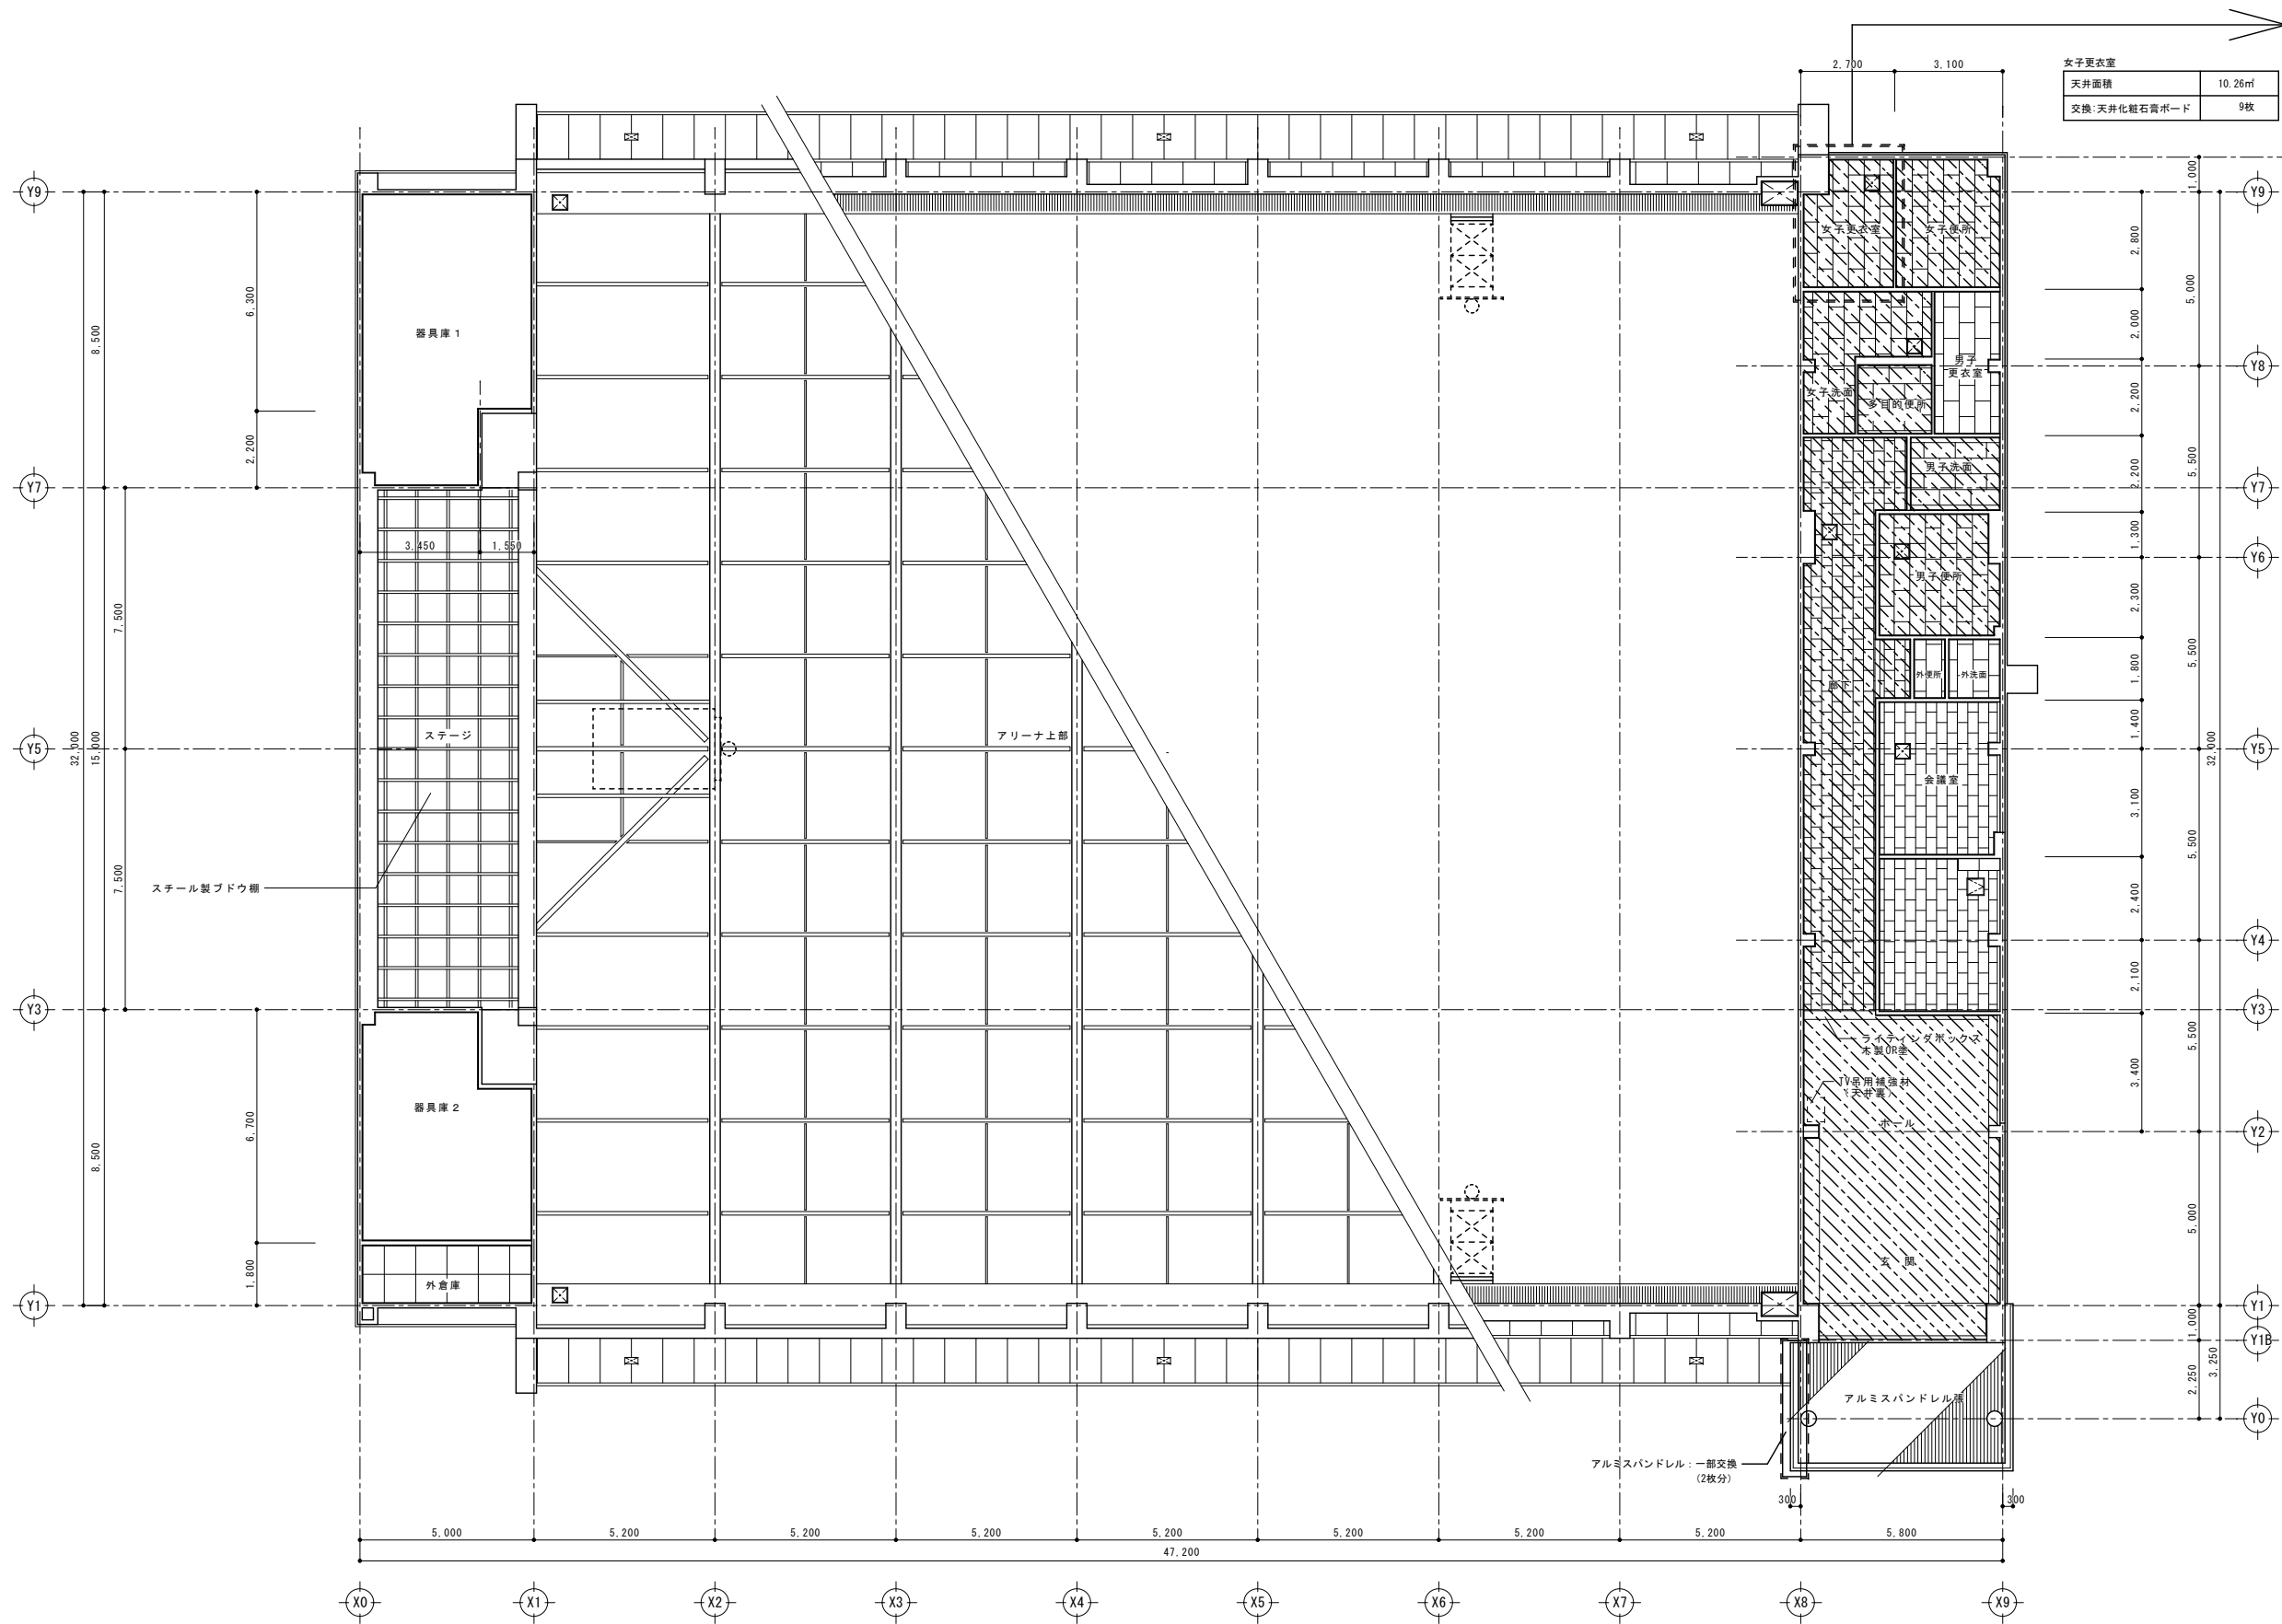 2,700
3,100
女子更衣室
天井面積 10.26㎡
交換:天井化粧石膏ボード 9枚
Y9
8,500
6,300
器具庫1
2,200
Y7
3,450
1,550
7,500
32,000
15,000
Y5
ステージ
アリーナ上部
スチール製ブドウ棚
7,500
Y3
器具庫2
6,700
8,500
外倉庫
1,800
Y1
女子更衣室
女子便所
男子
更衣室
女子洗面
多目的便所
男子洗面
男子便所
外便所
外洗面
廊下
会議室
ライティングボックス
木製OR塗
TV吊用補強材
(天井裏)
ホール
玄 関
アルミスパンドレル張
アルミスパンドレル:一部交換
(2枚分)
300
300
1,000
2,800
5,000
2,000
2,200
5,500
2,200
1,300
2,300
5,500
1,800
1,400
32,000
3,100
5,500
2,400
2,100
5,500
3,400
5,000
1,000
3,250
2,250
Y9
Y8
Y7
Y6
Y5
Y4
Y3
Y2
Y1
Y1B
Y0
5,000
5,200
5,200
5,200
5,200
5,200
5,200
5,200
5,800
47,200
X0
X1
X2
X3
X4
X5
X6
X7
X8
X9